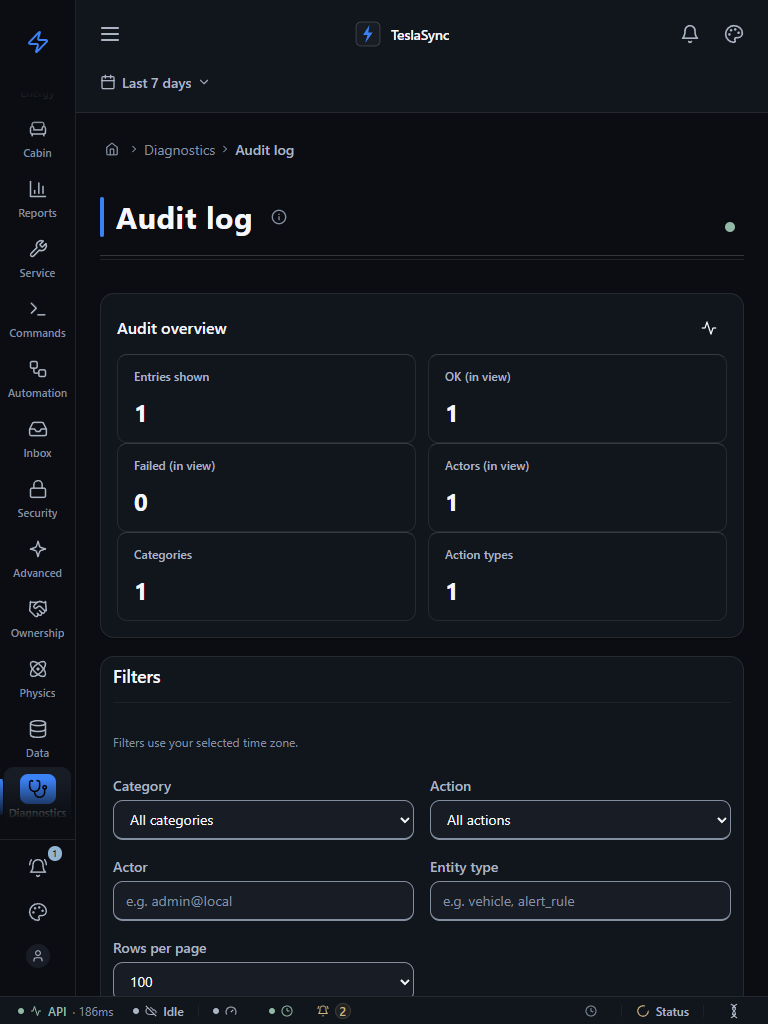 TeslaSync
Last 7 days
Energy
Cabin
Reports
Service
Commands
Automation
Inbox
Security
Advanced
Ownership
Physics
Data
Diagnostics
1
Diagnostics
Audit log
Audit log
Audit overview
Entries shown
1
OK (in view)
1
Failed (in view)
0
Actors (in view)
1
Categories
1
Action types
1
Filters
Filters use your selected time zone.
Category
Action
All categories
All actions
Actor
Entity type
e.g. admin@local
e.g. vehicle, alert_rule
Rows per page
100
API · 186ms
Idle
2
Status